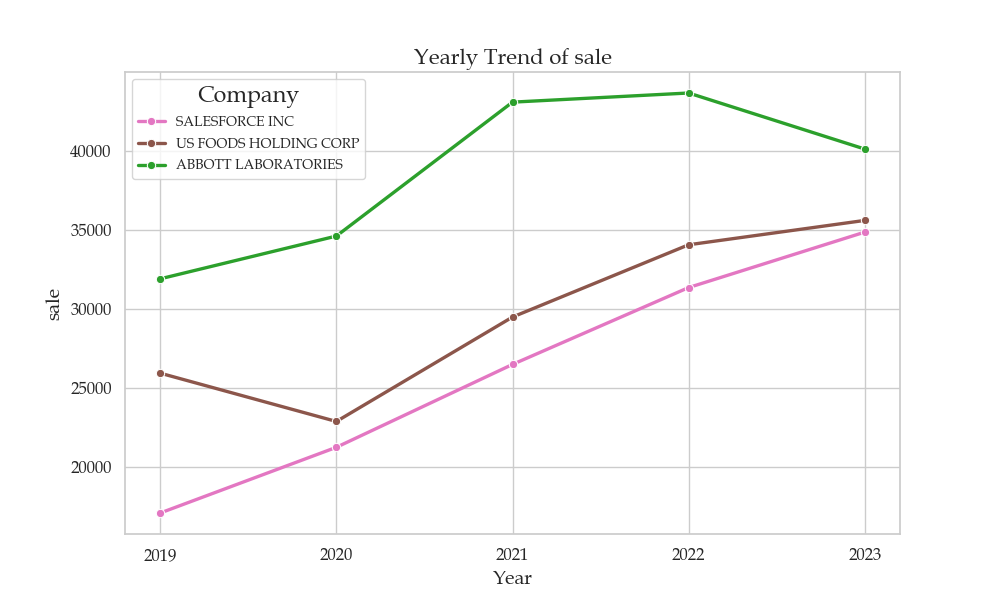 Yearly Trend of sale
Company
SALESFORCE INC
US FOODS HOLDING CORP
ABBOTT LABORATORIES
40000
35000
30000
25000
20000
sale
2019 2020 2021 2022 2023
Year